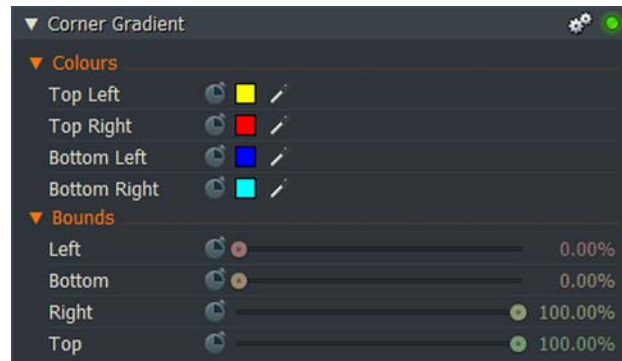 Corner Gradient
Colours
Top Left
Top Right
Bottom Left
Bottom Right
Bounds
Left 0.00%
Bottom 0.00%
Right 100.00%
Top 100.00%